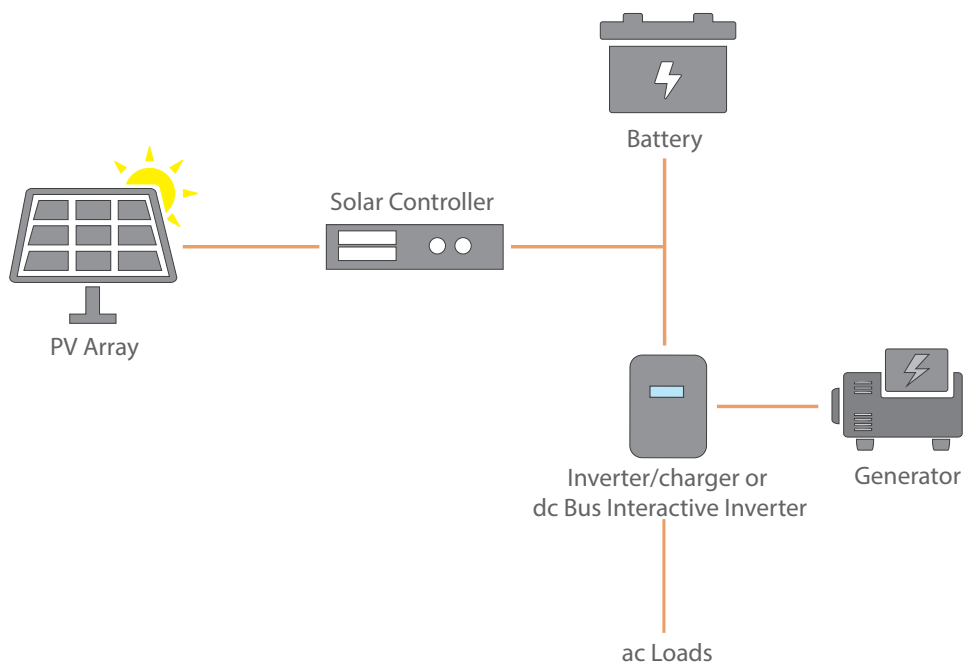 Battery
Solar Controller
PV Array
Inverter/charger or
dc Bus Interactive Inverter
Generator
ac Loads